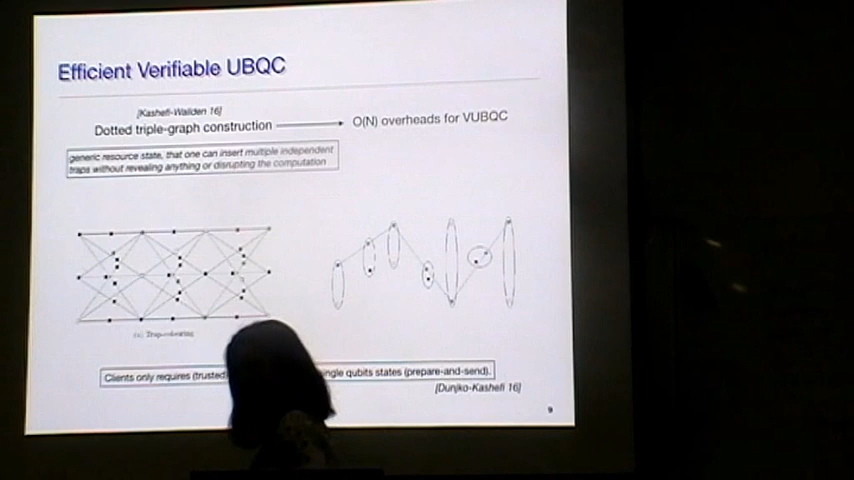 Efficient Verifiable UBQC
[Kashefi-Wallden 16]
Dotted triple-graph construction
O(N) overheads for VUBQC
generic resource state, that one can insert multiple independent
traps without revealing anything or disrupting the computation
Trap-colouring
Clients only requires (trusted) ingle qubits states (prepare-and-send).
[Dunjko-Kashefi 16]
9